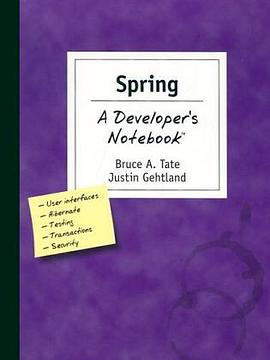 Spring
A Developer's
Notebook™
Bruce A. Tate
Justin Gehtland
– User interfaces
– Hibernate
– Testing
– Transactions
– Security